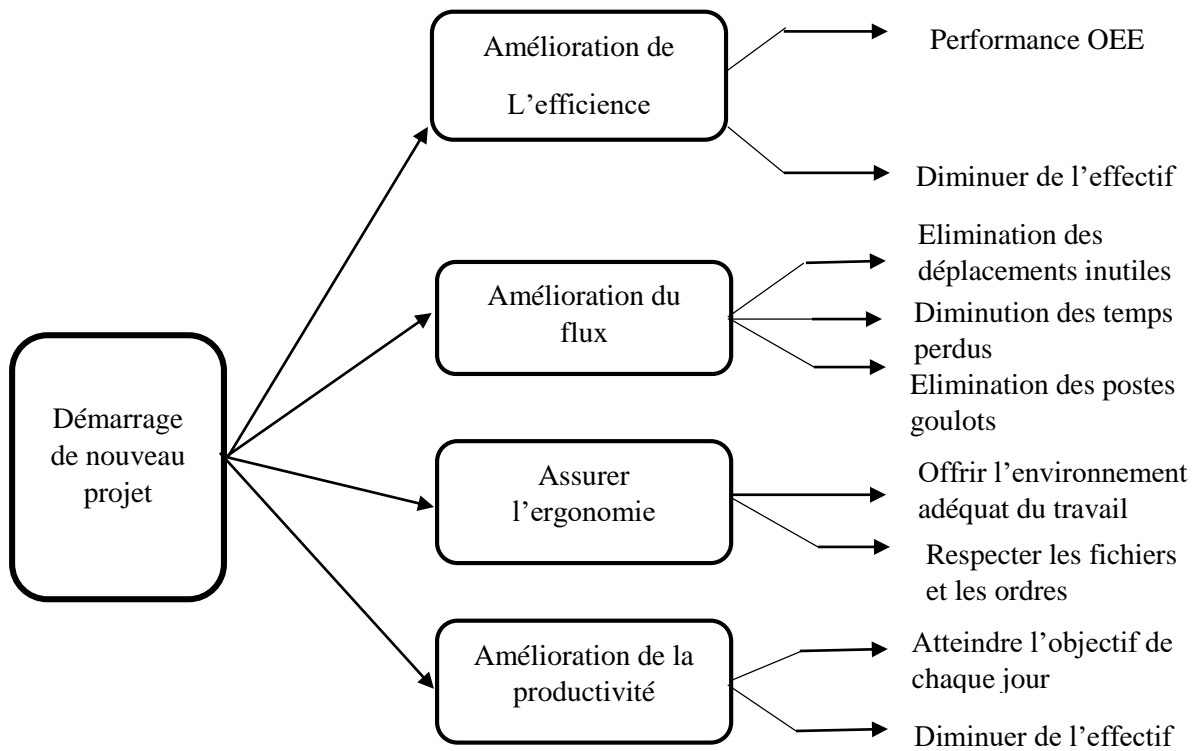 Démarrage
de nouveau
projet
Amélioration de
L’efficience
Performance OEE
Diminuer de l’effectif
Amélioration du
flux
Elimination des
déplacements inutiles
Diminution des temps
perdus
Elimination des postes
goulots
Assurer
l’ergonomie
Offrir l’environnement
adéquat du travail
Respecter les fichiers
et les ordres
Amélioration de la
productivité
Atteindre l’objectif de
chaque jour
Diminuer de l’effectif